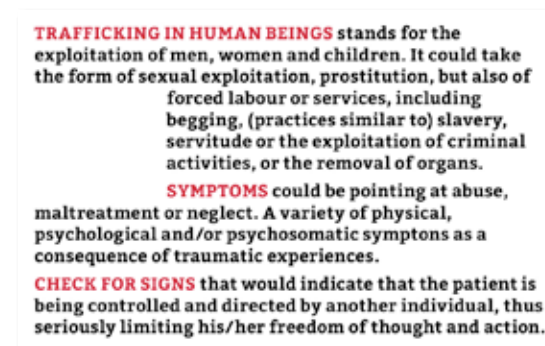 TRAFFICKING IN HUMAN BEINGS stands for the
exploitation of men, women and children. It could take
the form of sexual exploitation, prostitution, but also of
forced labour or services, including
begging, (practices similar to) slavery,
servitude or the exploitation of criminal
activities, or the removal of organs.
SYMPTOMS could be pointing at abuse,
maltreatment or neglect. A variety of physical,
psychological and/or psychosomatic symptons as a
consequence of traumatic experiences.
CHECK FOR SIGNS that would indicate that the patient is
being controlled and directed by another individual, thus
seriously limiting his/her freedom of thought and action.